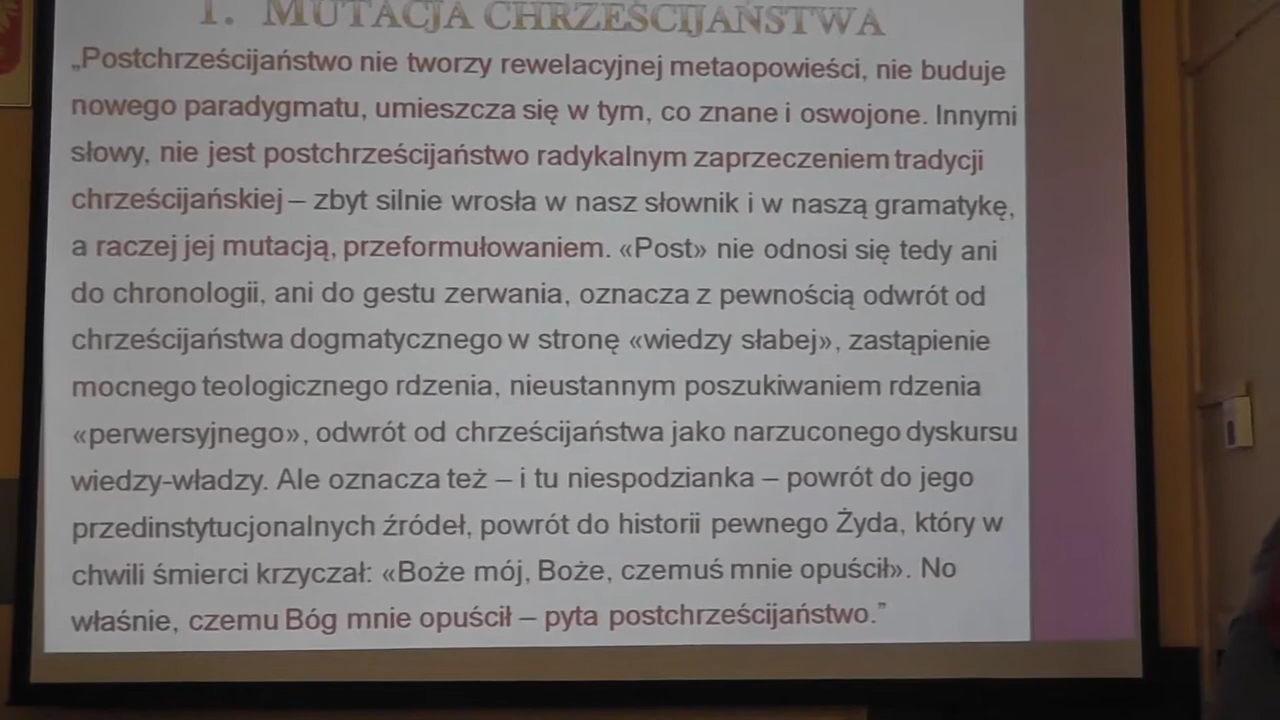 1. MUTACJA CHRZEŚCIJAŃSTWA
„Postchrześcijaństwo nie tworzy rewelacyjnej metaopowieści, nie buduje
nowego paradygmatu, umieszcza się w tym, co znane i oswojone. Innymi
słowy, nie jest postchrześcijaństwo radykalnym zaprzeczeniem tradycji
chrześcijańskiej – zbyt silnie wrosła w nasz słownik i w naszą gramatykę,
a raczej jej mutacją, przeformułowaniem. «Post» nie odnosi się tedy ani
do chronologii, ani do gestu zerwania, oznacza z pewnością odwrót od
chrześcijaństwa dogmatycznego w stronę «wiedzy słabej», zastąpienie
mocnego teologicznego rdzenia, nieustannym poszukiwaniem rdzenia
«perwersyjnego», odwrót od chrześcijaństwa jako narzuconego dyskursu
wiedzy-władzy. Ale oznacza też – i tu niespodzianka – powrót do jego
przedinstytucjonalnych źródeł, powrót do historii pewnego Żyda, który w
chwili śmierci krzyczał: «Boże mój, Boże, czemuś mnie opuścił». No
właśnie, czemu Bóg mnie opuścił – pyta postchrześcijaństwo.”